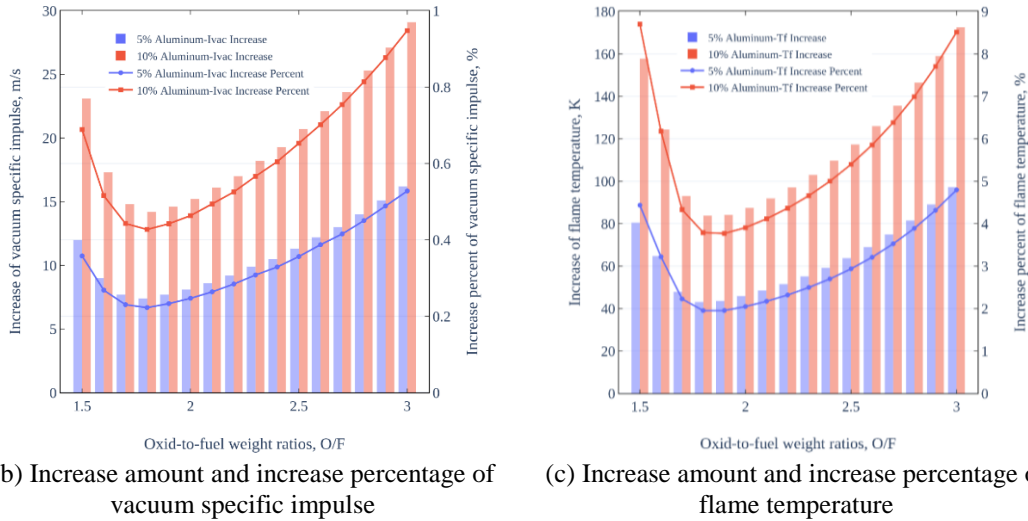 30
25
20
15
10
5
0
Increase of vacuum specific impulse, m/s
5% Aluminum-Ivac Increase
10% Aluminum-Ivac Increase
5% Aluminum-Ivac Increase Percent
10% Aluminum-Ivac Increase Percent
1
0.8
0.6
0.4
0.2
0
Increase percent of vacuum specific impulse, %
1.5 2 2.5 3
Oxid-to-fuel weight ratios, O/F
b) Increase amount and increase percentage of
vacuum specific impulse
180
160
140
120
100
80
60
40
20
0
Increase of flame temperature, K
5% Aluminum-Tf Increase
10% Aluminum-Tf Increase
5% Aluminum-Tf Increase Percent
10% Aluminum-Tf Increase Percent
9
8
7
6
5
4
3
2
1
0
Increase percent of flame temperature, %
1.5 2 2.5 3
Oxid-to-fuel weight ratios, O/F
(c) Increase amount and increase percentage o
flame temperature